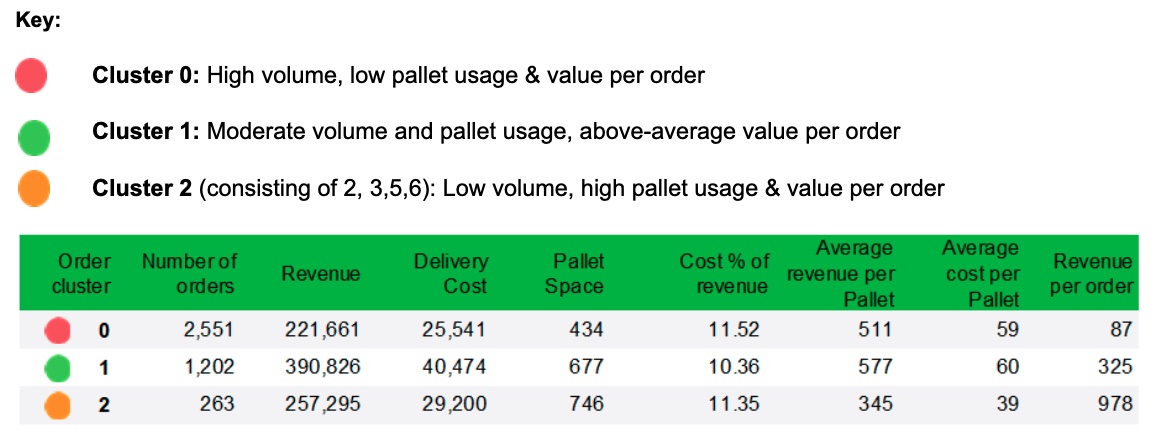 Key:
Cluster 0: High volume, low pallet usage & value per order
Cluster 1: Moderate volume and pallet usage, above-average value per order
Cluster 2 (consisting of 2, 3,5,6): Low volume, high pallet usage & value per order
Order cluster Number of orders Revenue Delivery Cost Pallet Space Cost % of revenue Average revenue per Pallet Average cost per Pallet Revenue per order
0 2,551 221,661 25,541 434 11.52 511 59 87
1 1,202 390,826 40,474 677 10.36 577 60 325
2 263 257,295 29,200 746 11.35 345 39 978